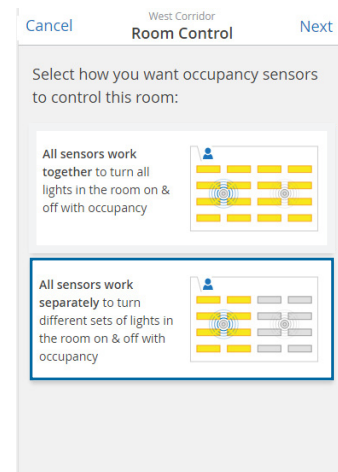 West Corridor
Cancel Room Control Next
Select how you want occupancy sensors
to control this room:
All sensors work
together to turn all
lights in the room on &
off with occupancy
All sensors work
separately to turn
different sets of lights in
the room on & off with
occupancy